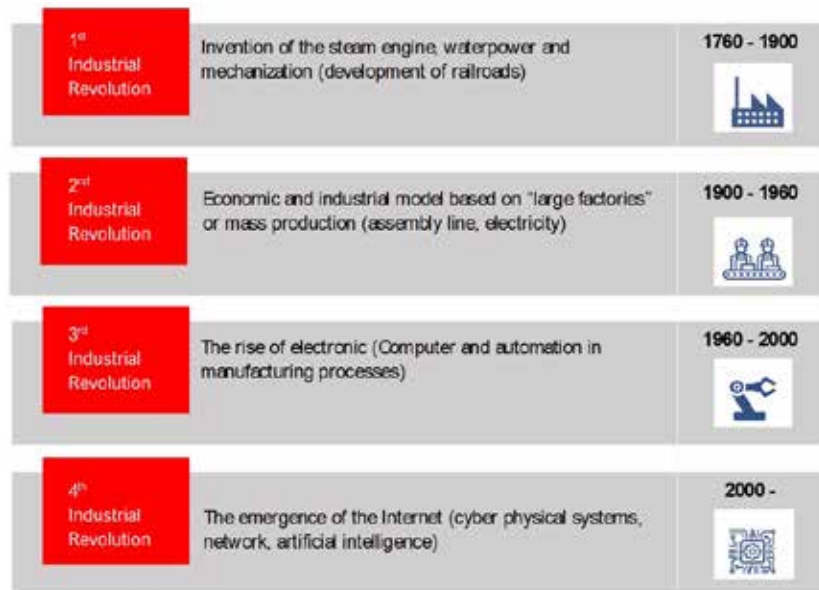 1st
Industrial
Revolution
Invention of the steam engine, waterpower and
mechanization (development of railroads)
1760 - 1900
2nd
Industrial
Revolution
Economic and industrial model based on "large factories"
or mass production (assembly line, electricity)
1900 - 1960
3rd
Industrial
Revolution
The rise of electronic (Computer and automation in
manufacturing processes)
1960 - 2000
4th
Industrial
Revolution
The emergence of the Internet (cyber physical systems,
network, artificial intelligence)
2000 -